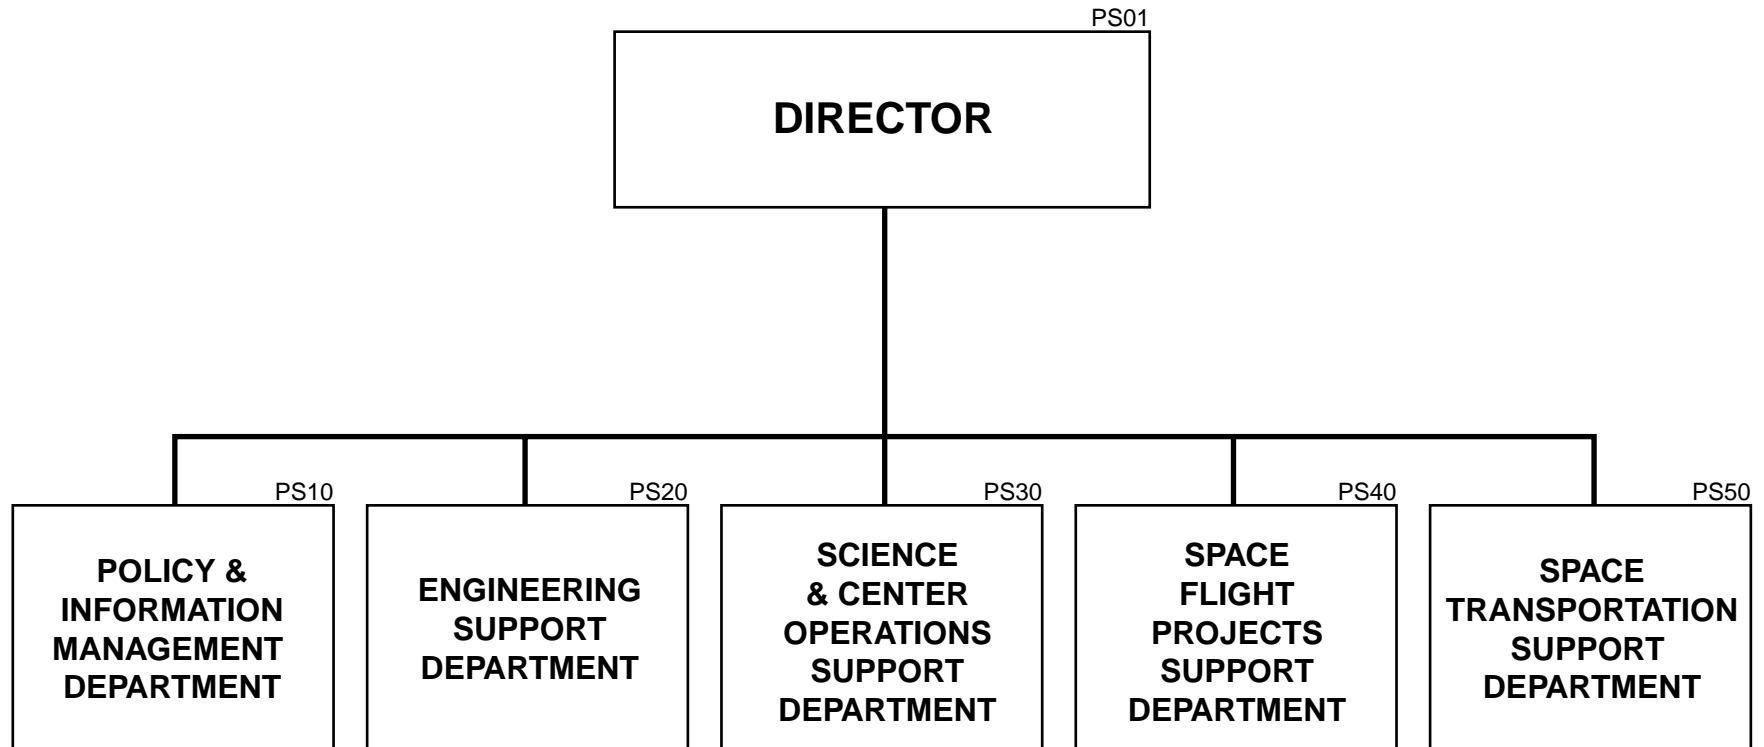 PS01
DIRECTOR
PS10
POLICY &
INFORMATION
MANAGEMENT
DEPARTMENT
PS20
ENGINEERING
SUPPORT
DEPARTMENT
PS30
SCIENCE
& CENTER
OPERATIONS
SUPPORT
DEPARTMENT
PS40
SPACE
FLIGHT
PROJECTS
SUPPORT
DEPARTMENT
PS50
SPACE
TRANSPORTATION
SUPPORT
DEPARTMENT